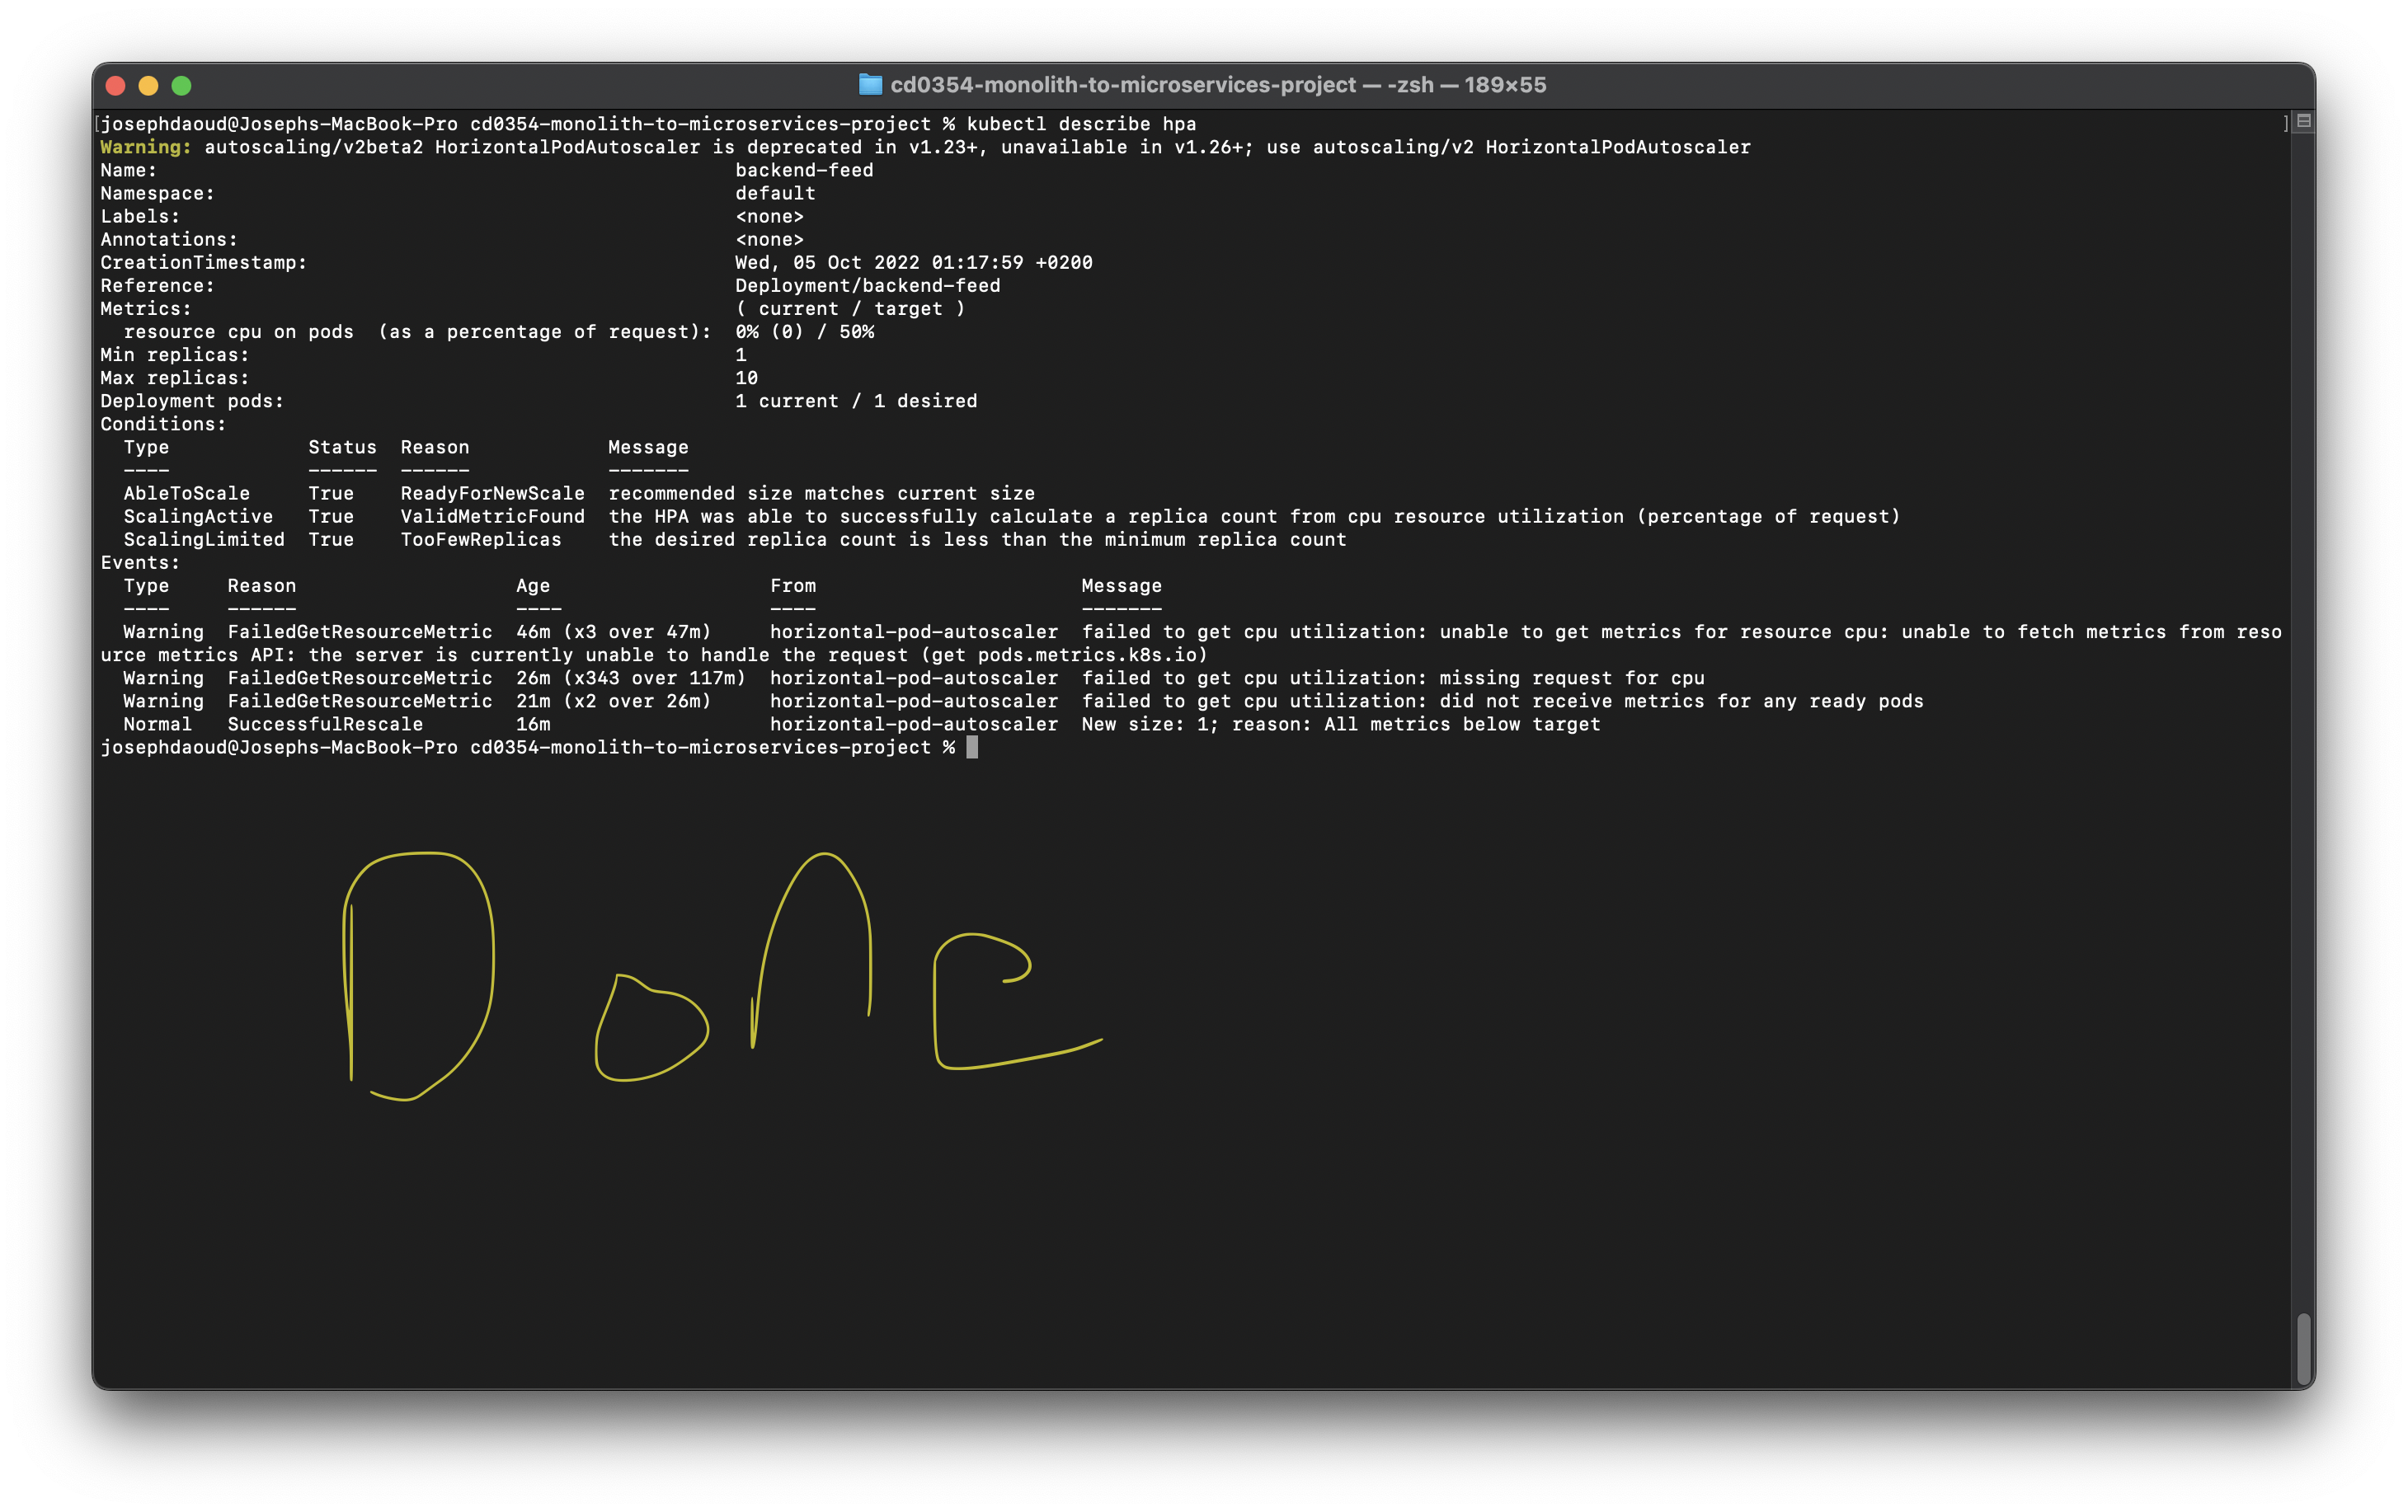 cd0354-monolith-to-microservices-project — -zsh — 189×55
[josephdaoud@Josephs-MacBook-Pro cd0354-monolith-to-microservices-project % kubectl describe hpa ]
Warning: autoscaling/v2beta2 HorizontalPodAutoscaler is deprecated in v1.23+, unavailable in v1.26+; use autoscaling/v2 HorizontalPodAutoscaler
Name: backend-feed
Namespace: default
Labels: <none>
Annotations: <none>
CreationTimestamp: Wed, 05 Oct 2022 01:17:59 +0200
Reference: Deployment/backend-feed
Metrics: ( current / target )
resource cpu on pods (as a percentage of request): 0% (0) / 50%
Min replicas: 1
Max replicas: 10
Deployment pods: 1 current / 1 desired
Conditions:
Type Status Reason Message
---- ------ ------ -------
AbleToScale True ReadyForNewScale recommended size matches current size
ScalingActive True ValidMetricFound the HPA was able to successfully calculate a replica count from cpu resource utilization (percentage of request)
ScalingLimited True TooFewReplicas the desired replica count is less than the minimum replica count
Events:
Type Reason Age From Message
---- ------ ---- ---- -------
Warning FailedGetResourceMetric 46m (x3 over 47m) horizontal-pod-autoscaler failed to get cpu utilization: unable to get metrics for resource cpu: unable to fetch metrics from reso
urce metrics API: the server is currently unable to handle the request (get pods.metrics.k8s.io)
Warning FailedGetResourceMetric 26m (x343 over 117m) horizontal-pod-autoscaler failed to get cpu utilization: missing request for cpu
Warning FailedGetResourceMetric 21m (x2 over 26m) horizontal-pod-autoscaler failed to get cpu utilization: did not receive metrics for any ready pods
Normal SuccessfulRescale 16m horizontal-pod-autoscaler New size: 1; reason: All metrics below target
josephdaoud@Josephs-MacBook-Pro cd0354-monolith-to-microservices-project %
Done